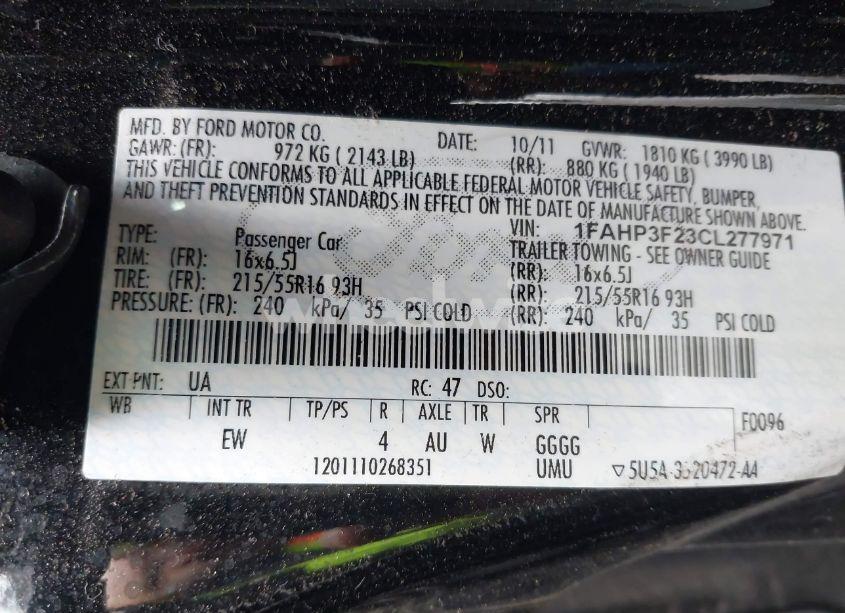 MFD. BY FORD MOTOR CO. DATE: 10/11 GVWR: 1810 KG ( 3990 LB)
GAWR: (FR): 972 KG ( 2143 LB) (RR): 880 KG ( 1940 LB)
THIS VEHICLE CONFORMS TO ALL APPLICABLE FEDERAL MOTOR VEHICLE SAFETY, BUMPER,
AND THEFT PREVENTION STANDARDS IN EFFECT ON THE DATE OF MANUFACTURE SHOWN ABOVE.
VIN: 1FAHP3F23CL277971
TYPE: Passenger Car TRAILER TOWING - SEE OWNER GUIDE
RIM: (FR): 16x6.5J (RR): 16x6.5J
TIRE: (FR): 215/55R16 93H (RR): 215/55R16 93H
PRESSURE: (FR): 240 kPa/ 35 PSI COLD (RR): 240 kPa/ 35 PSI COLD
EXT PNT: UA RC: 47 DSO:
WB INT TR TP/PS R AXLE TR SPR F0096
EW 4 AU W GGGG
1201110268351 UMU ▽5U5A-3520472-AA